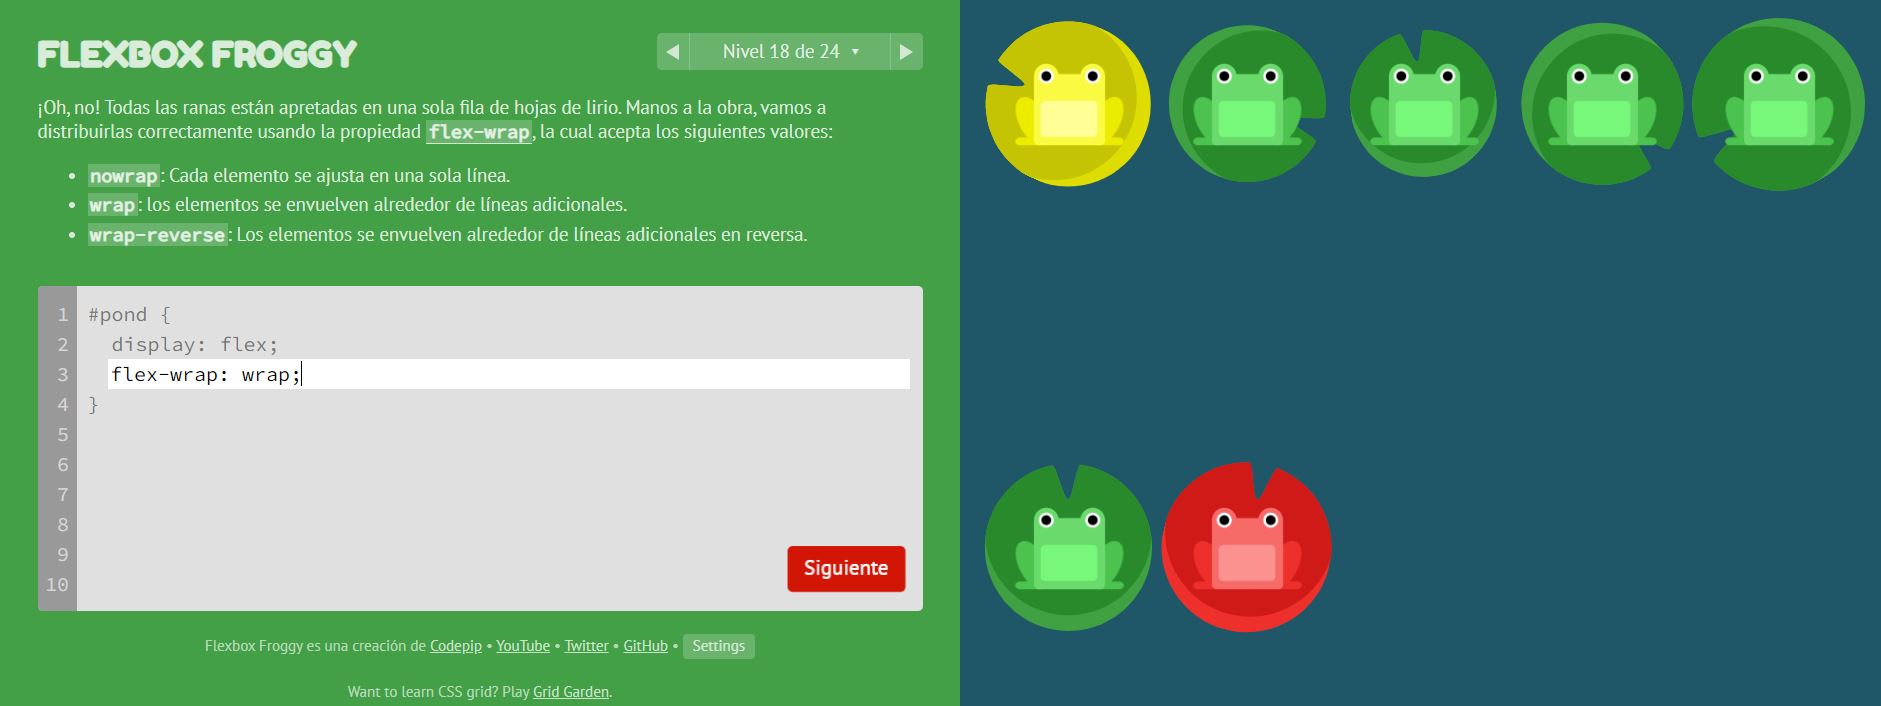 FLEXBOX FROGGY
Nivel 18 de 24
¡Oh, no! Todas las ranas están apretadas en una sola fila de hojas de lirio. Manos a la obra, vamos a
distribuirlas correctamente usando la propiedad flex-wrap, la cual acepta los siguientes valores:
• nowrap: Cada elemento se ajusta en una sola línea.
• wrap: los elementos se envuelven alrededor de líneas adicionales.
• wrap-reverse: Los elementos se envuelven alrededor de líneas adicionales en reversa.
1 #pond {
2 display: flex;
3 flex-wrap: wrap;
4 }
5
6
7
8
9
10
Siguiente
Flexbox Froggy es una creación de Codepip • YouTube • Twitter • GitHub • Settings
Want to learn CSS grid? Play Grid Garden.